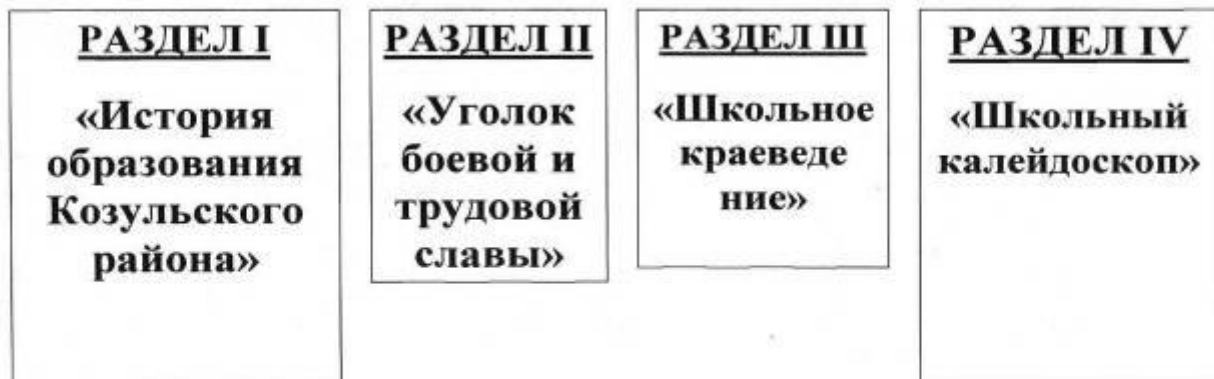 РАЗДЕЛ I
«История
образования
Козульского
района»
РАЗДЕЛ II
«Уголок
боевой и
трудовой
славы»
РАЗДЕЛ III
«Школьное
краеведе
ние»
РАЗДЕЛ IV
«Школьный
калейдоскоп»